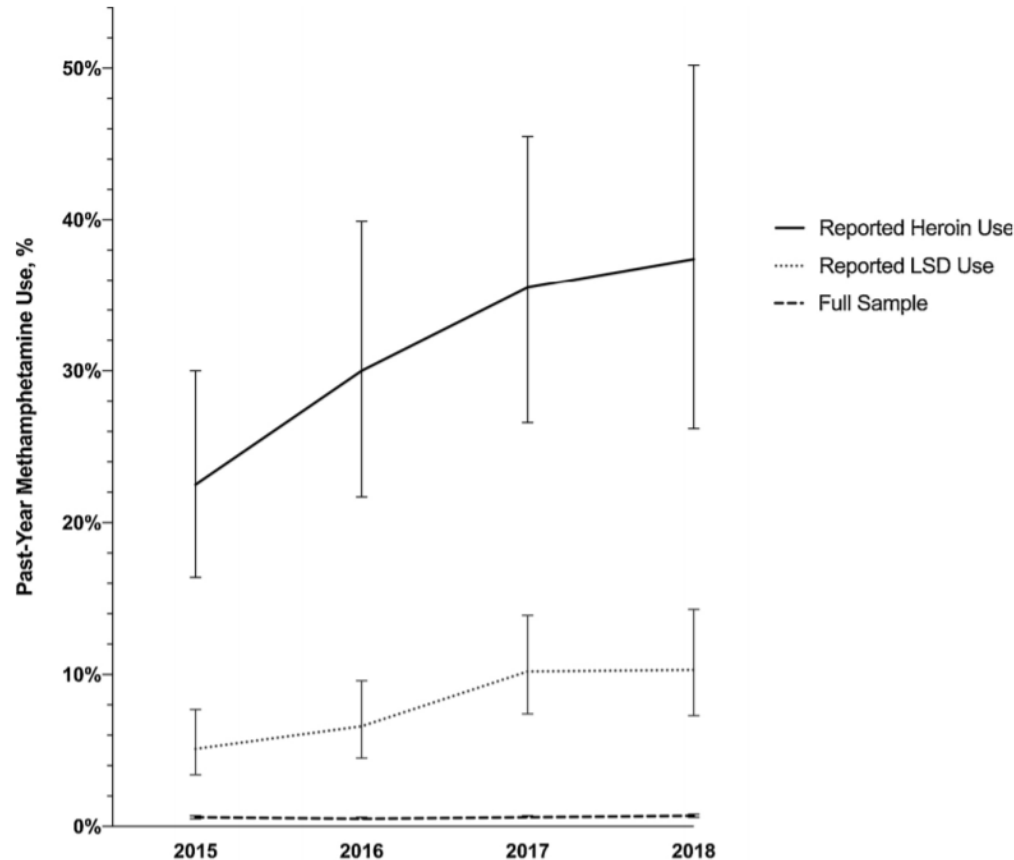 50%
40%
30%
20%
10%
0%
Past-Year Methamphetamine Use, %
2015 2016 2017 2018
Reported Heroin Use
Reported LSD Use
Full Sample